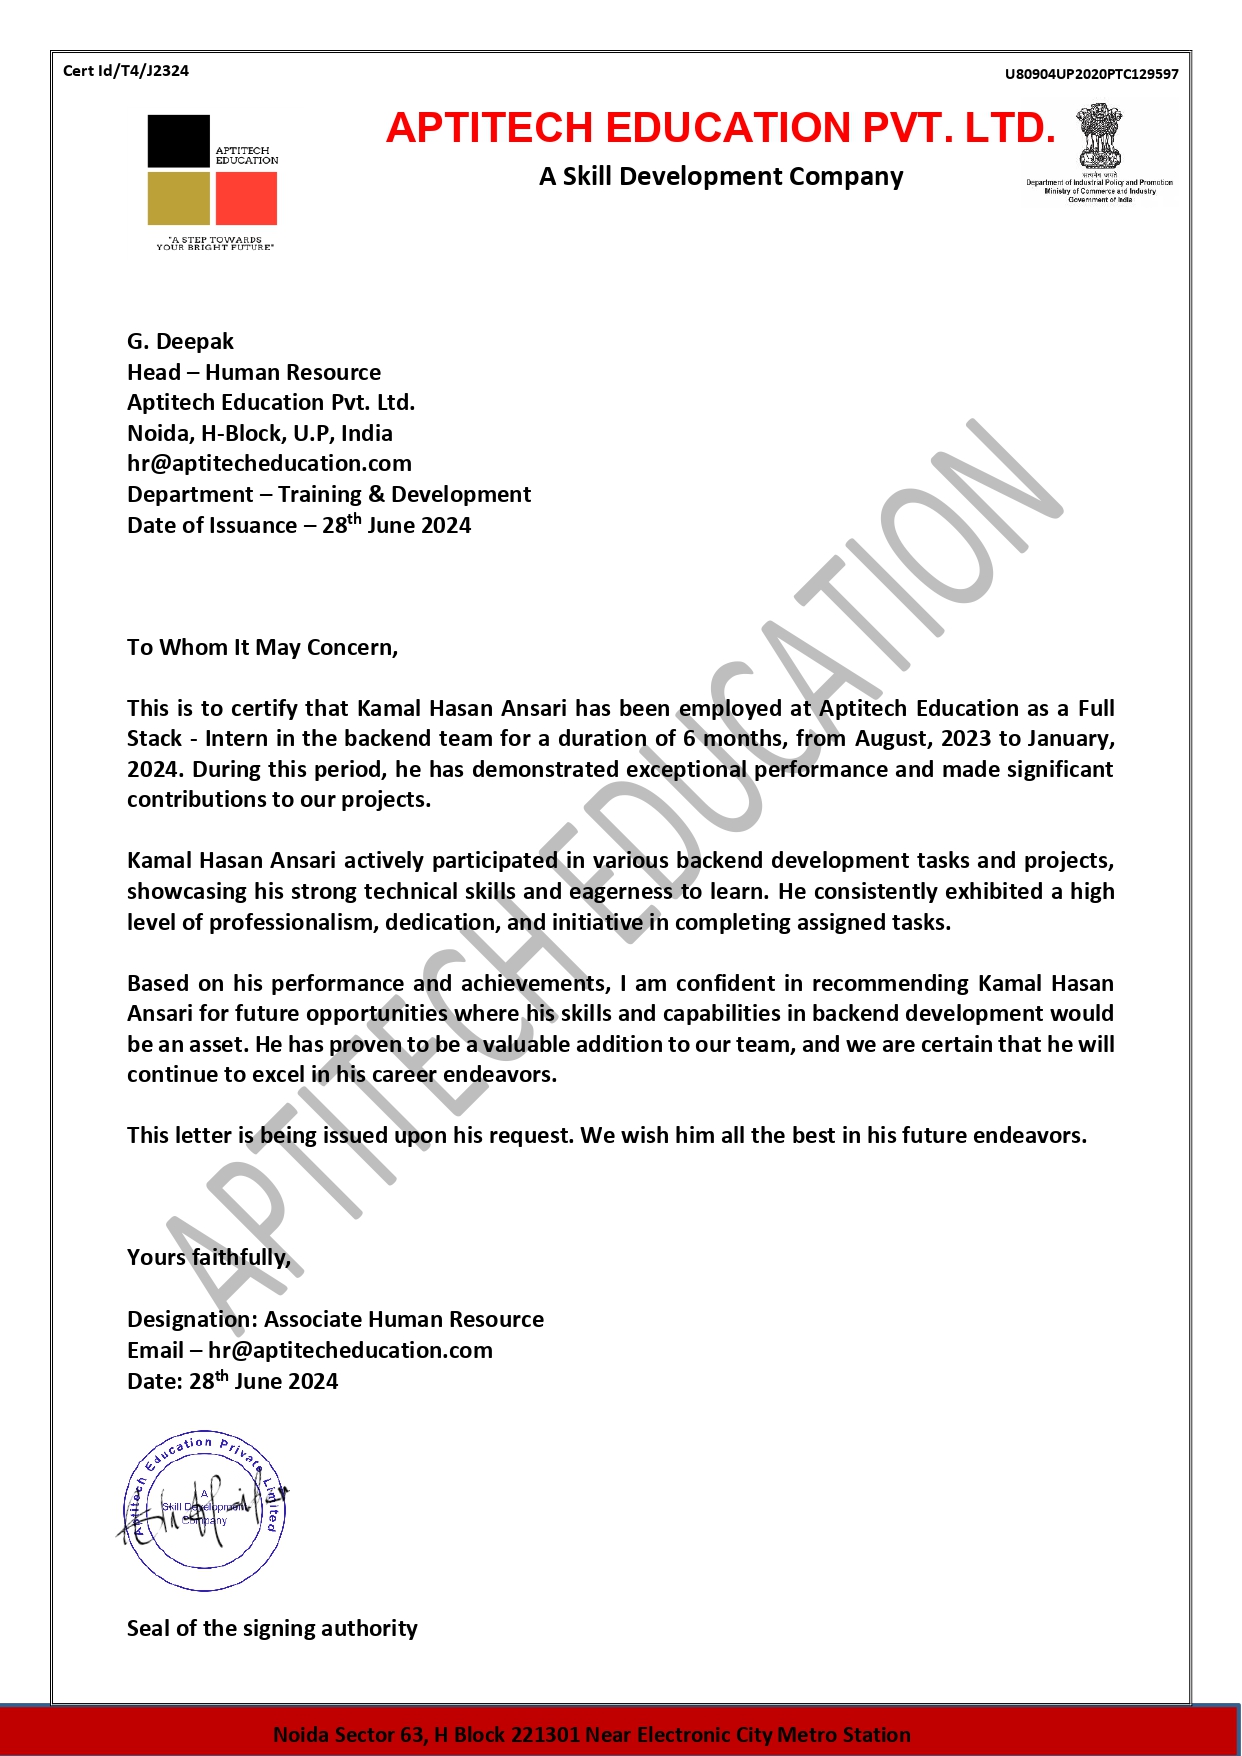 Cert Id/T4/J2324
U80904UP2020PTC129597
APTITECH
EDUCATION
"A STEP TOWARDS
YOUR BRIGHT FUTURE"
APTITECH EDUCATION PVT. LTD.
A Skill Development Company
सत्यमेव जयते
Department of Industrial Policy and Promotion
Ministry of Commerce and Industry
Government of India
G. Deepak
Head – Human Resource
Aptitech Education Pvt. Ltd.
Noida, H-Block, U.P, India
hr@aptitecheducation.com
Department – Training & Development
Date of Issuance – 28th June 2024
To Whom It May Concern,
This is to certify that Kamal Hasan Ansari has been employed at Aptitech Education as a Full
Stack - Intern in the backend team for a duration of 6 months, from August, 2023 to January,
2024. During this period, he has demonstrated exceptional performance and made significant
contributions to our projects.
Kamal Hasan Ansari actively participated in various backend development tasks and projects,
showcasing his strong technical skills and eagerness to learn. He consistently exhibited a high
level of professionalism, dedication, and initiative in completing assigned tasks.
Based on his performance and achievements, I am confident in recommending Kamal Hasan
Ansari for future opportunities where his skills and capabilities in backend development would
be an asset. He has proven to be a valuable addition to our team, and we are certain that he will
continue to excel in his career endeavors.
This letter is being issued upon his request. We wish him all the best in his future endeavors.
APTITECH EDUCATION
Yours faithfully,
Designation: Associate Human Resource
Email – hr@aptitecheducation.com
Date: 28th June 2024
Aptitech Education Private Limited
A
Skill Development
Company
Seal of the signing authority
Noida Sector 63, H Block 221301 Near Electronic City Metro Station